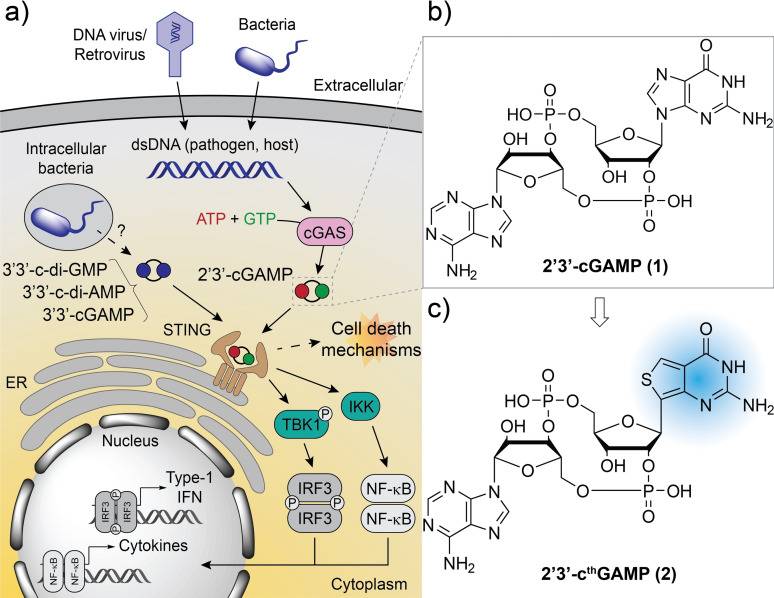 a)
DNA virus/
Retrovirus
Bacteria
Extracellular
Intracellular
bacteria
dsDNA (pathogen, host)
?
ATP + GTP
cGAS
3'3'-c-di-GMP
3'3'-c-di-AMP
3'3'-cGAMP
2'3'-cGAMP
STING
Cell death
mechanisms
ER
TBK1
P
IKK
Nucleus
Type-1
IFN
P
IRF3
IRF3
P
IRF3
P
P
IRF3
NF-κB
NF-κB
Cytokines
NF-κB
NF-κB
Cytoplasm
b)
O
N
NH
N
N
NH2
O
HO
P
O
O
OH
O
O
OH
O
O
P
OH
O
N
N
N
N
NH2
2'3'-cGAMP (1)
c)
O
NH
S
N
NH2
O
HO
P
O
O
OH
O
O
OH
O
O
P
OH
O
N
N
N
N
NH2
2'3'-cthGAMP (2)